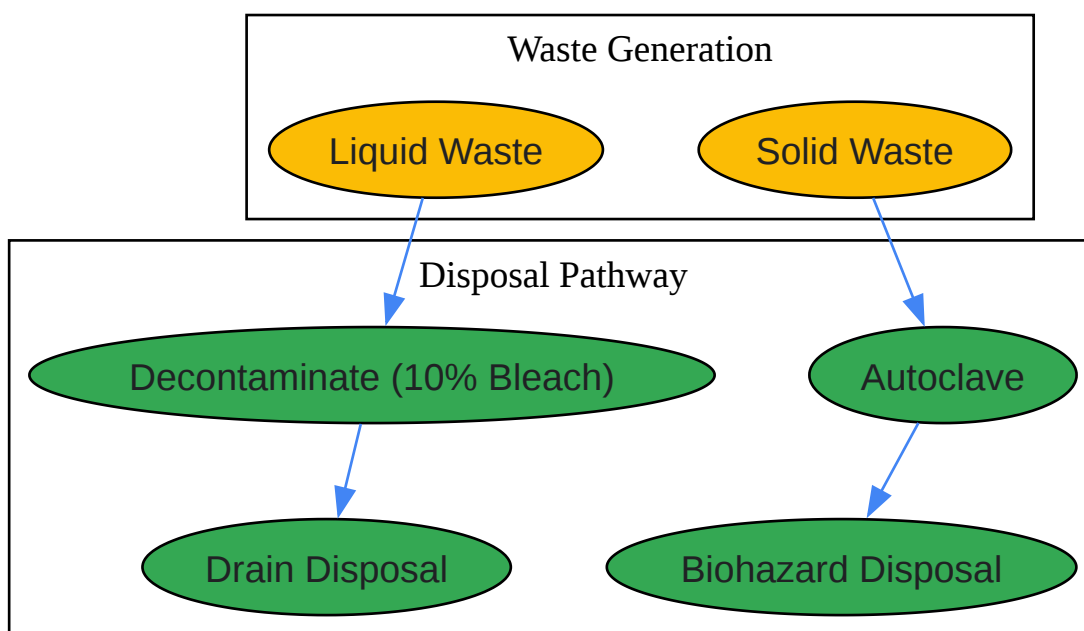 Waste Generation
Liquid Waste
Solid Waste
Disposal Pathway
Decontaminate (10% Bleach)
Autoclave
Drain Disposal
Biohazard Disposal